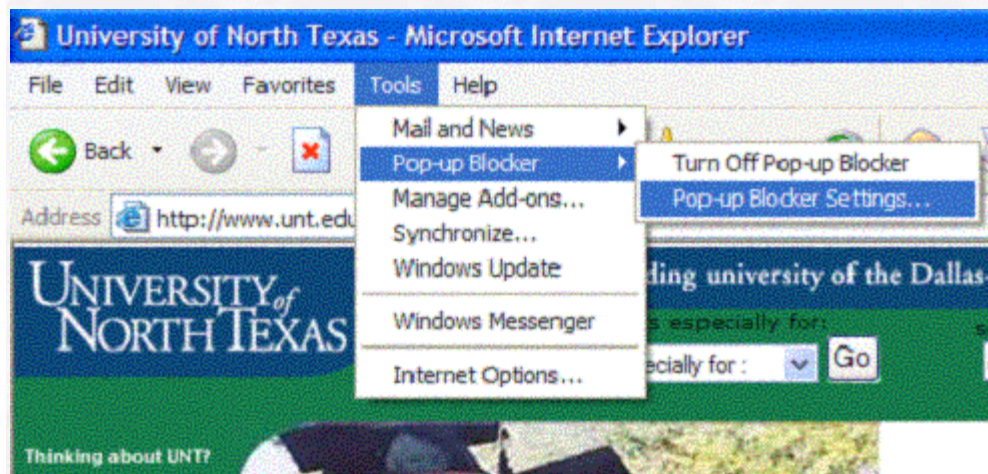 University of North Texas - Microsoft Internet Explorer
File Edit View Favorites Tools Help
Back
Mail and News
Pop-up Blocker
Manage Add-ons...
Synchronize...
Windows Update
Windows Messenger
Internet Options...
Turn Off Pop-up Blocker
Pop-up Blocker Settings...
Address http://www.unt.edu
UNIVERSITY of
NORTH TEXAS
ding university of the Dallas-
especially for:
ecially for :
Go
Thinking about UNT?